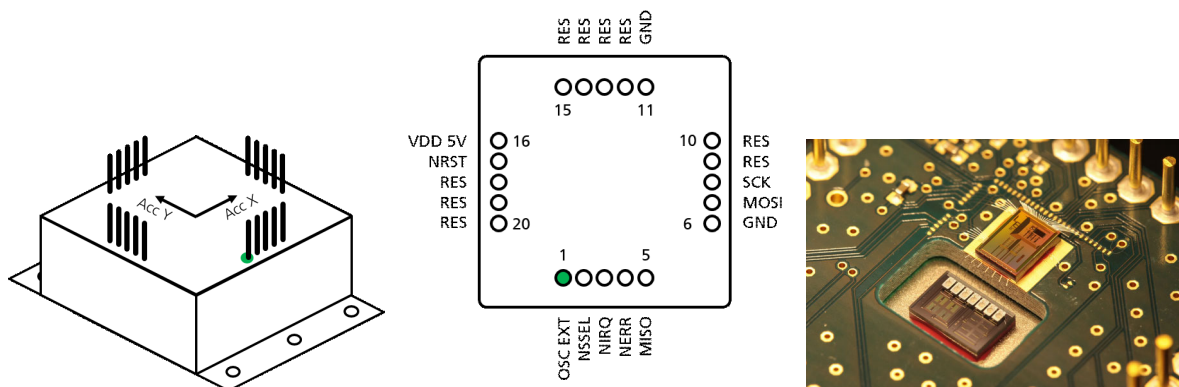 Acc Y
Acc X
RES
RES
RES
RES
GND
15
11
VDD 5V
16
10
RES
NRST
RES
RES
SCK
RES
MOSI
RES
20
6
GND
1
5
OSC EXT
NSSEL
NIRQ
NERR
MISO